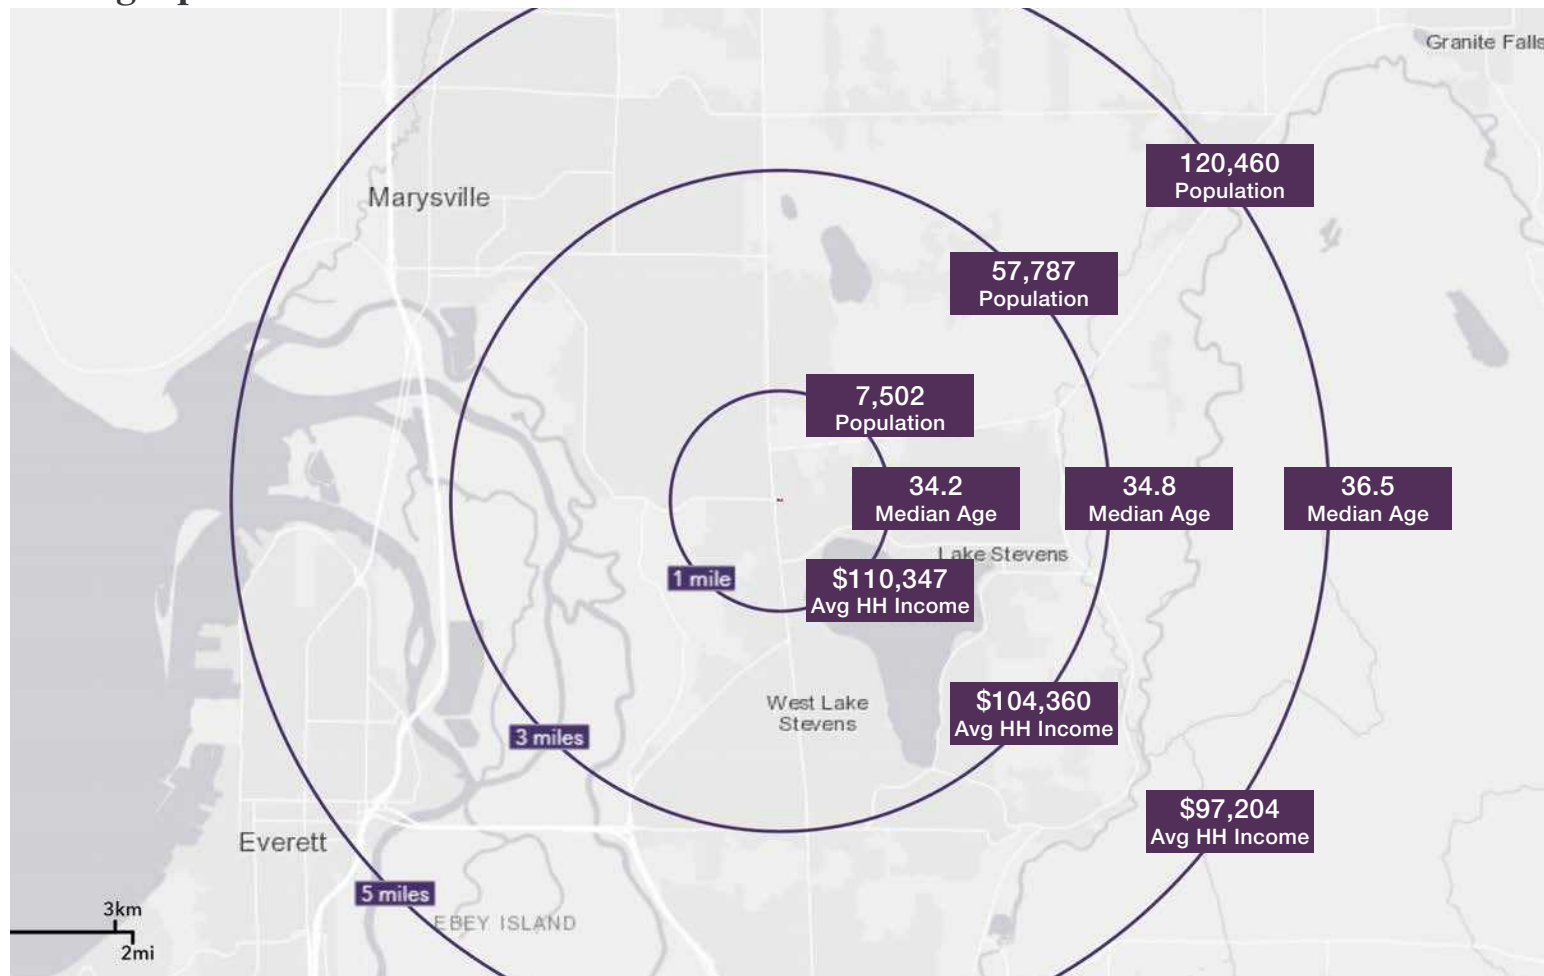 Granite Falls
120,460
Population
Marysville
57,787
Population
7,502
Population
34.2
Median Age
34.8
Median Age
36.5
Median Age
Lake Stevens
1 mile
$110,347
Avg HH Income
West Lake
Stevens
$104,360
Avg HH Income
3 miles
$97,204
Avg HH Income
Everett
5 miles
EBEY ISLAND
3km
2mi